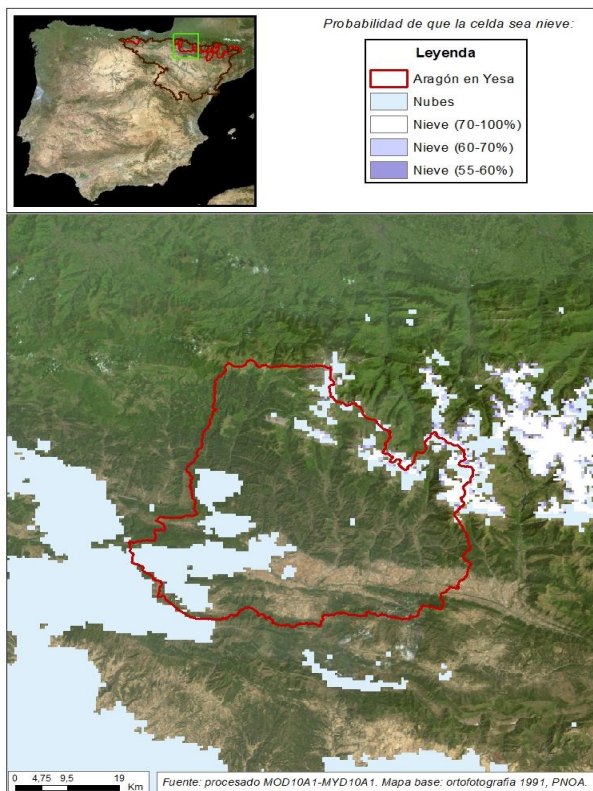 Probabilidad de que la celda sea nieve:
Leyenda
Aragón en Yesa
Nubes
Nieve (70-100%)
Nieve (60-70%)
Nieve (55-60%)
0 4,75 9,5 19
Km
Fuente: procesado MOD10A1-MYD10A1. Mapa base: ortofotografía 1991, PNOA.